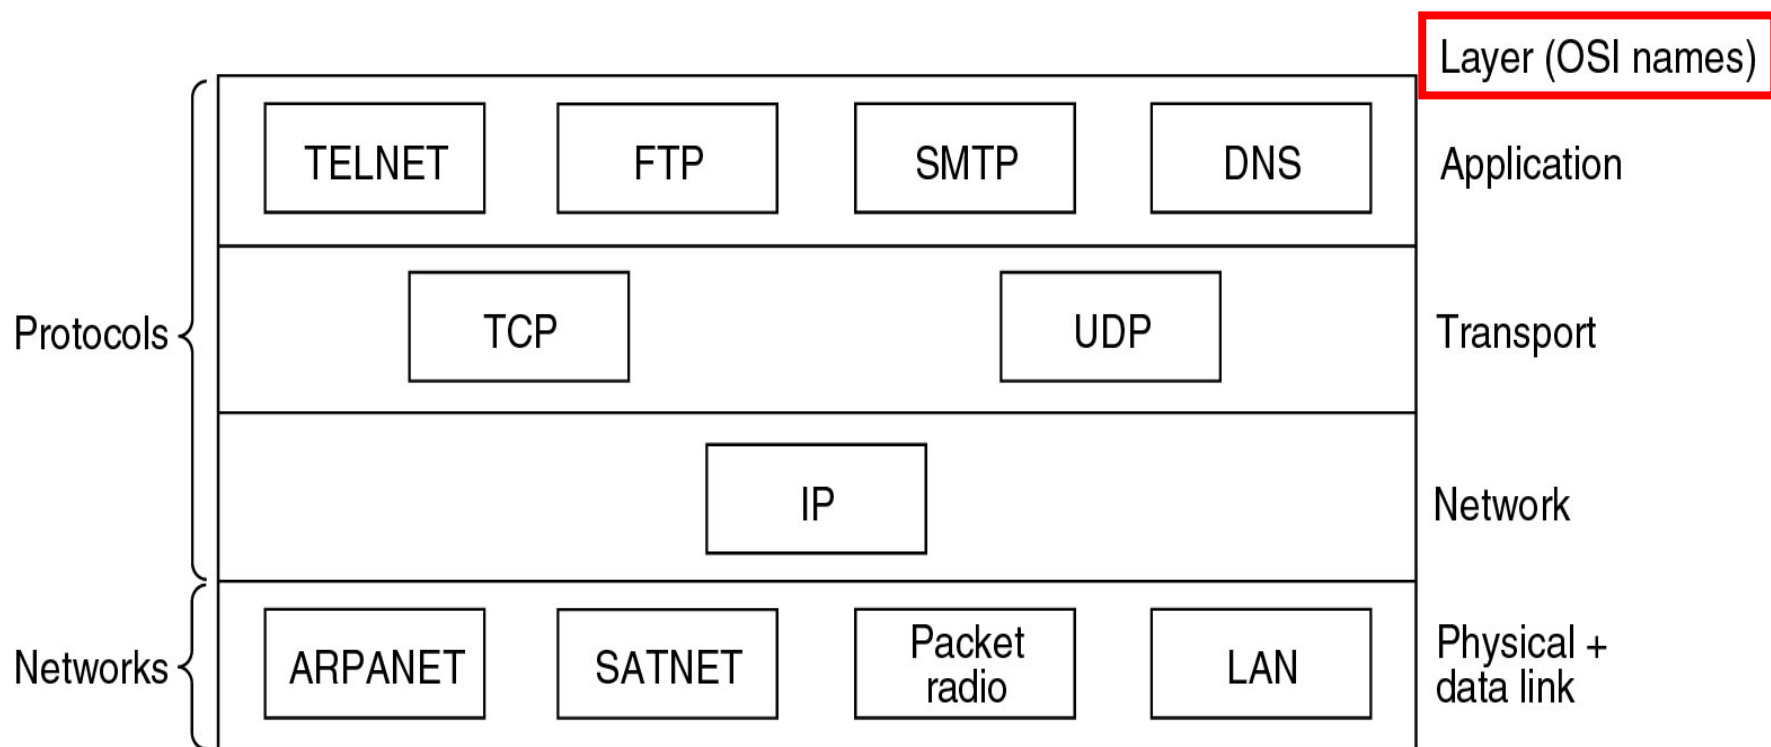 Layer (OSI names)
TELNET FTP SMTP DNS Application
Protocols TCP UDP Transport
IP Network
Networks ARPANET SATNET Packet radio LAN Physical +
data link